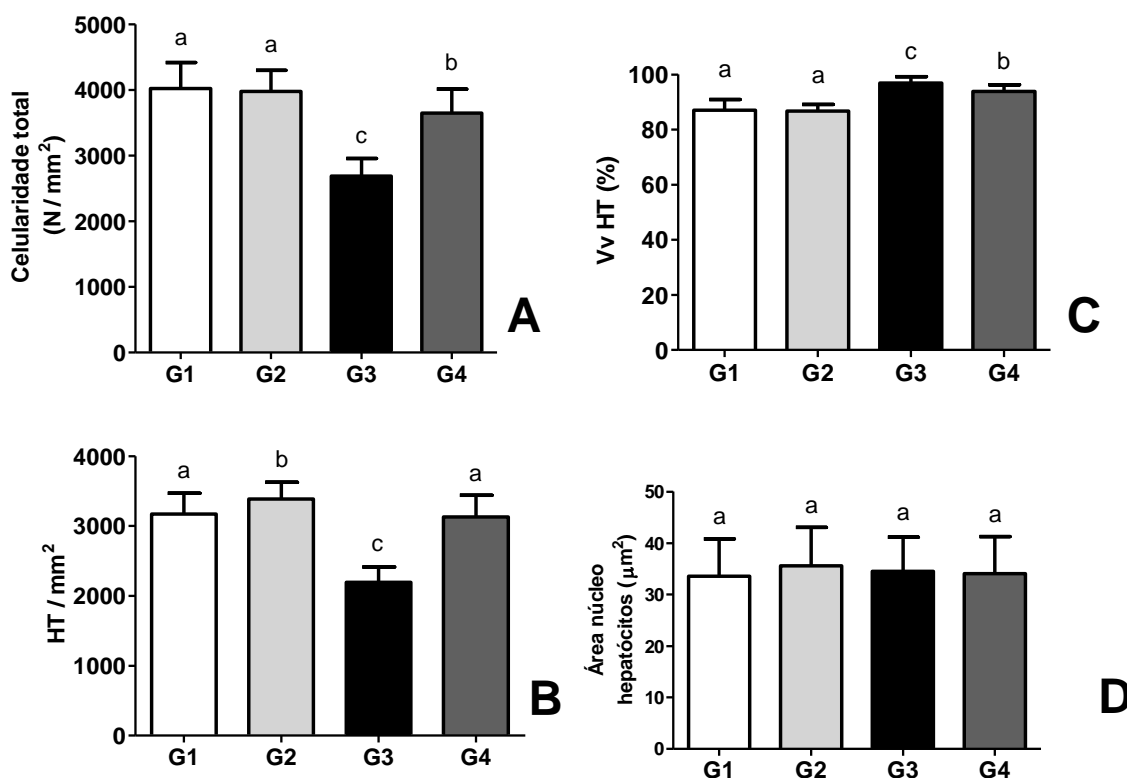 Celularidade total
(N / mm²)
5000
4000
3000
2000
1000
0
a
a
c
b
G1
G2
G3
G4
A
HT / mm²
4000
3000
2000
1000
0
a
b
c
a
G1
G2
G3
G4
B
Vv HT (%)
100
80
60
40
20
0
a
a
c
b
G1
G2
G3
G4
C
Área núcleo
hepatócitos (μm²)
50
40
30
20
10
0
a
a
a
a
G1
G2
G3
G4
D